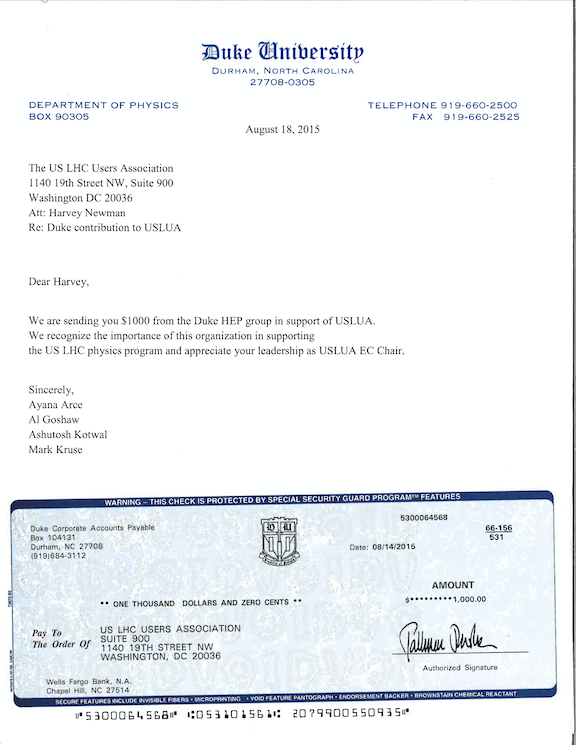 Duke University
DURHAM, NORTH CAROLINA
27708-0305
DEPARTMENT OF PHYSICS
BOX 90305
TELEPHONE 919-660-2500
FAX 919-660-2525
August 18, 2015
The US LHC Users Association
1140 19th Street NW, Suite 900
Washington DC 20036
Att: Harvey Newman
Re: Duke contribution to USLUA
Dear Harvey,
We are sending you $1000 from the Duke HEP group in support of USLUA.
We recognize the importance of this organization in supporting
the US LHC physics program and appreciate your leadership as USLUA EC Chair.
Sincerely,
Ayana Arce
Al Goshaw
Ashutosh Kotwal
Mark Kruse
WARNING – THIS CHECK IS PROTECTED BY SPECIAL SECURITY GUARD PROGRAM™ FEATURES
Duke Corporate Accounts Payable
Box 104131
Durham, NC 27708
(919)684-3112
D U
5300064568
66-156
531
Date: 08/14/2015
AMOUNT
** ONE THOUSAND DOLLARS AND ZERO CENTS **
$*********1,000.00
Pay To
The Order Of
US LHC USERS ASSOCIATION
SUITE 900
1140 19TH STREET NW
WASHINGTON, DC 20036
Authorized Signature
Wells Fargo Bank, N.A.
Chapel Hill, NC 27514
SECURE FEATURES INCLUDE INVISIBLE FIBERS • MICROPRINTING • VOID FEATURE PANTOGRAPH • ENDORSEMENT BACKER • BROWNSTAIN CHEMICAL REACTANT
⑈5300064568⑈ ⑆053101561⑆ 2079900550935⑈